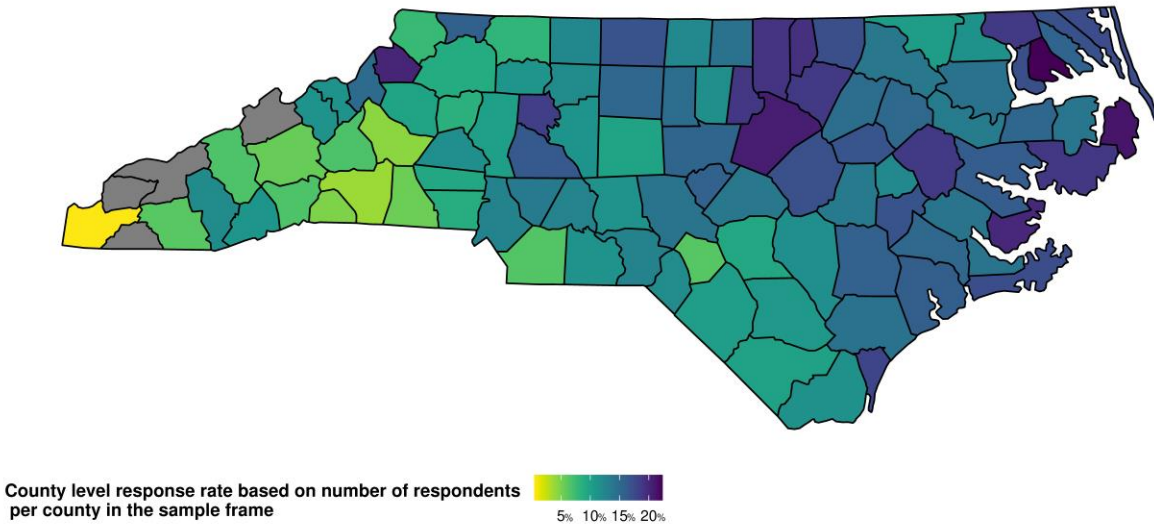 County level response rate based on number of respondents
per county in the sample frame
5% 10% 15% 20%